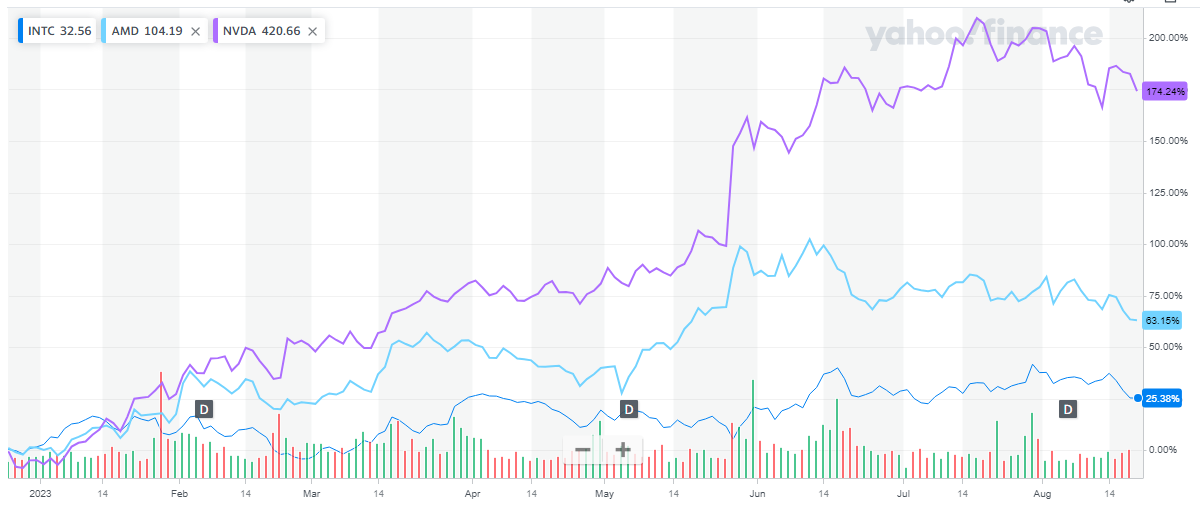 INTC 32.56 AMD 104.19 × NVDA 420.66 ×
yahoo!finance
200.00%
174.24%
150.00%
125.00%
100.00%
75.00%
63.15%
50.00%
25.38%
D D D
− +
0.00%
2023 14 Feb 14 Mar 14 Apr 14 May 14 Jun 14 Jul 14 Aug 14